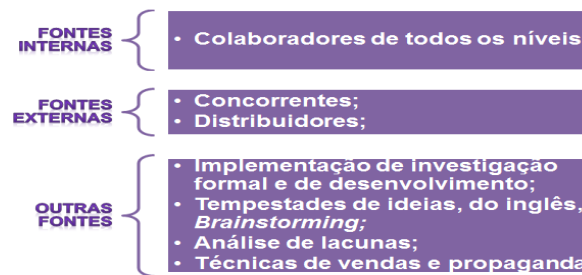 FONTES
INTERNAS
• Colaboradores de todos os níveis
FONTES
EXTERNAS
• Concorrentes;
• Distribuidores;
OUTRAS
FONTES
• Implementação de investigação
formal e de desenvolvimento;
• Tempestades de ideias, do inglês,
Brainstorming;
• Análise de lacunas;
• Técnicas de vendas e propaganda